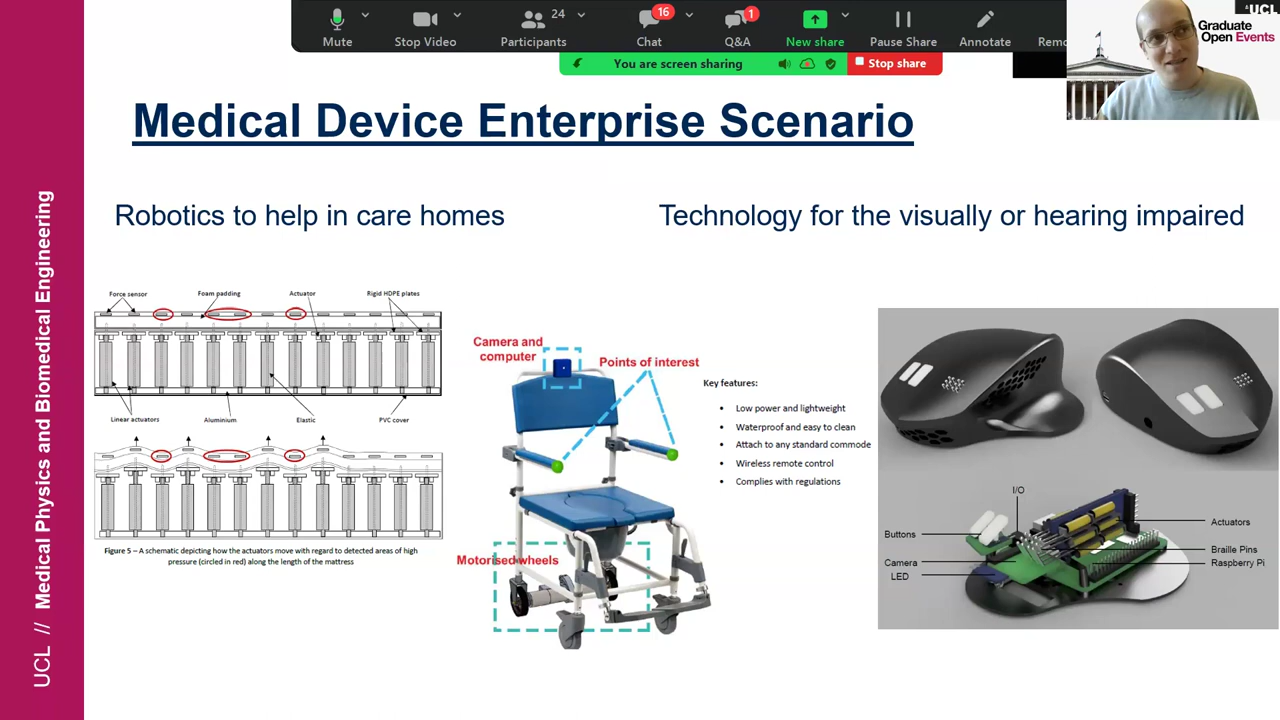 16
24
1
Mute
Stop Video
Participants
Chat
Q&A
New share
Pause Share
Annotate
You are screen sharing
Stop share
UCL
Graduate
Open Events
Medical Device Enterprise Scenario
Robotics to help in care homes
Technology for the visually or hearing impaired
Force sensor
Foam padding
Actuator
Rigid HDPE plates
Linear actuators
Aluminium
Elastic
PVC cover
Figure 5 – A schematic depicting how the actuators move with regard to detected areas of high
pressure (circled in red) along the length of the mattress
Camera and
computer
Points of interest
Motorised wheels
Key features:
• Low power and lightweight
• Waterproof and easy to clean
• Attach to any standard commode
• Wireless remote control
• Complies with regulations
I/O
Buttons
Camera
LED
Actuators
Braille Pins
Raspberry Pi
UCL // Medical Physics and Biomedical Engineering